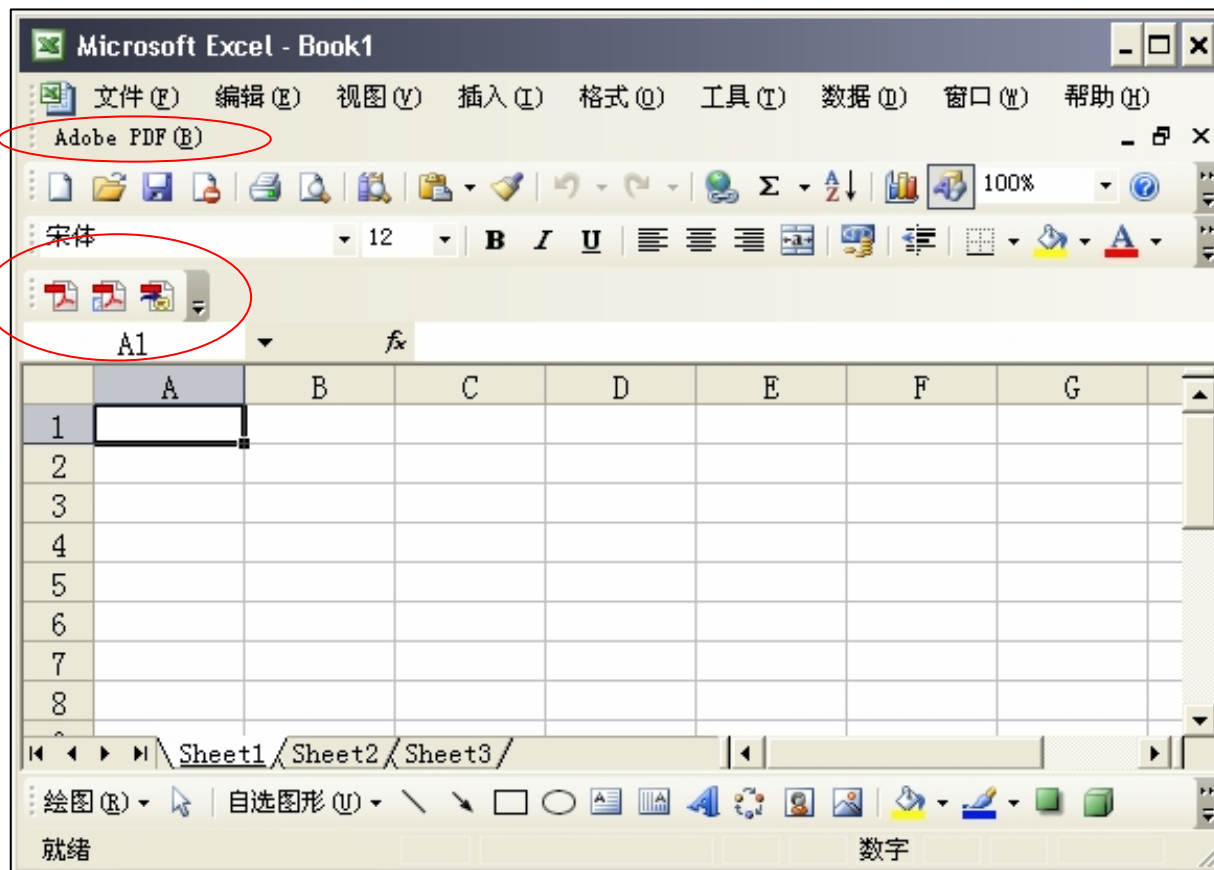 Microsoft Excel - Book1
文件(F) 编辑(E) 视图(V) 插入(I) 格式(O) 工具(T) 数据(D) 窗口(W) 帮助(H)
Adobe PDF(B)
100%
宋体 12 B I U A
A1 fx
A B C D E F G
1
2
3
4
5
6
7
8
Sheet1 Sheet2 Sheet3
绘图(R) 自选图形(U)
就绪 数字